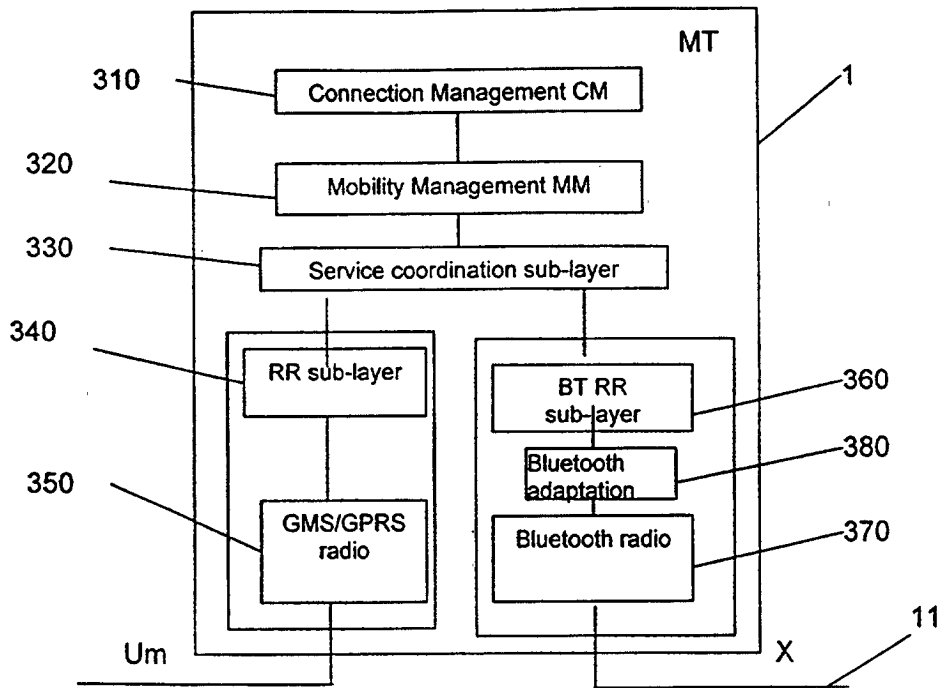 MT
310
Connection Management CM
1
320
Mobility Management MM
330
Service coordination sub-layer
340
RR sub-layer
BT RR
sub-layer
360
Bluetooth
adaptation
380
350
GMS/GPRS
radio
Bluetooth radio
370
Um
X
11